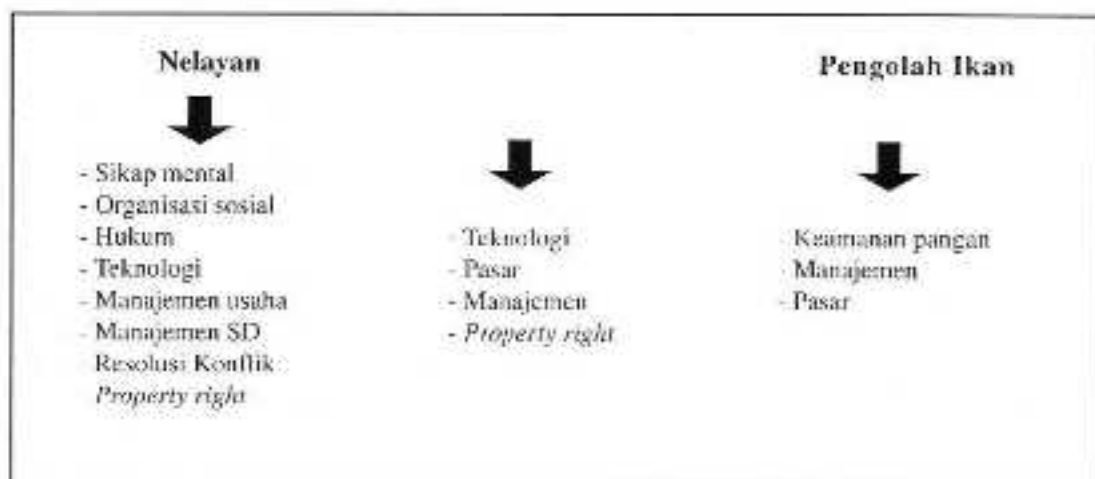 Nelayan
- Sikap mental
- Organisasi sosial
- Hukum
- Teknologi
- Manajemen usaha
- Manajemen SD
- Resolusi Konflik
Property right
- Teknologi
- Pasar
- Manajemen
- Property right
Pengolah Ikan
- Keamanan pangan
- Manajemen
- Pasar